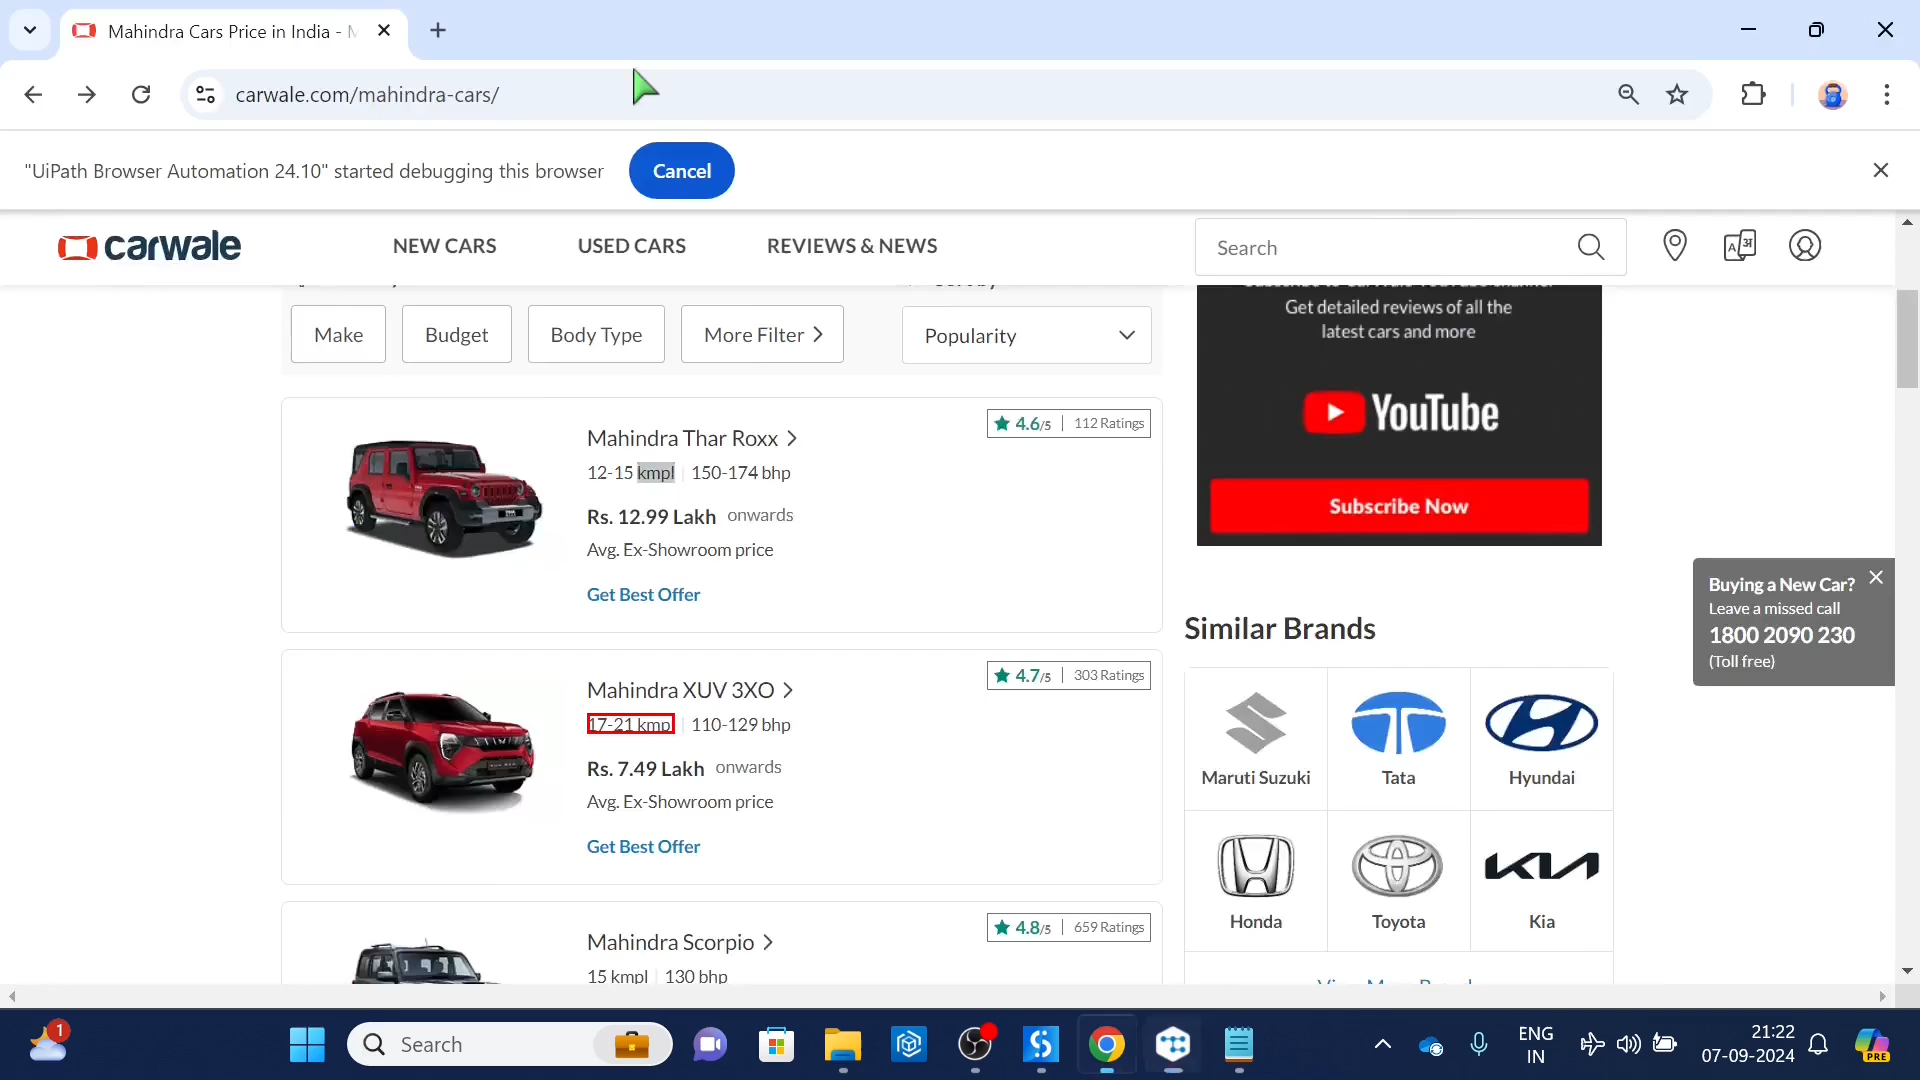 Mahindra Cars Price in India - M
carwale.com/mahindra-cars/
"UiPath Browser Automation 24.10" started debugging this browser
Cancel
carwale
NEW CARS
USED CARS
REVIEWS & NEWS
Search
Make
Budget
Body Type
More Filter
Popularity
Mahindra Thar Roxx
4.6/5 | 112 Ratings
12-15 kmpl | 150-174 bhp
Rs. 12.99 Lakh onwards
Avg. Ex-Showroom price
Get Best Offer
Mahindra XUV 3XO
4.7/5 | 303 Ratings
17-21 kmpl | 110-129 bhp
Rs. 7.49 Lakh onwards
Avg. Ex-Showroom price
Get Best Offer
Mahindra Scorpio
4.8/5 | 659 Ratings
15 kmpl | 130 bhp
Get detailed reviews of all the
latest cars and more
YouTube
Subscribe Now
Similar Brands
Maruti Suzuki
Tata
Hyundai
Honda
Toyota
Kia
Buying a New Car?
Leave a missed call
1800 2090 230
(Toll free)
1
Search
ENG
IN
21:22
07-09-2024
PRE